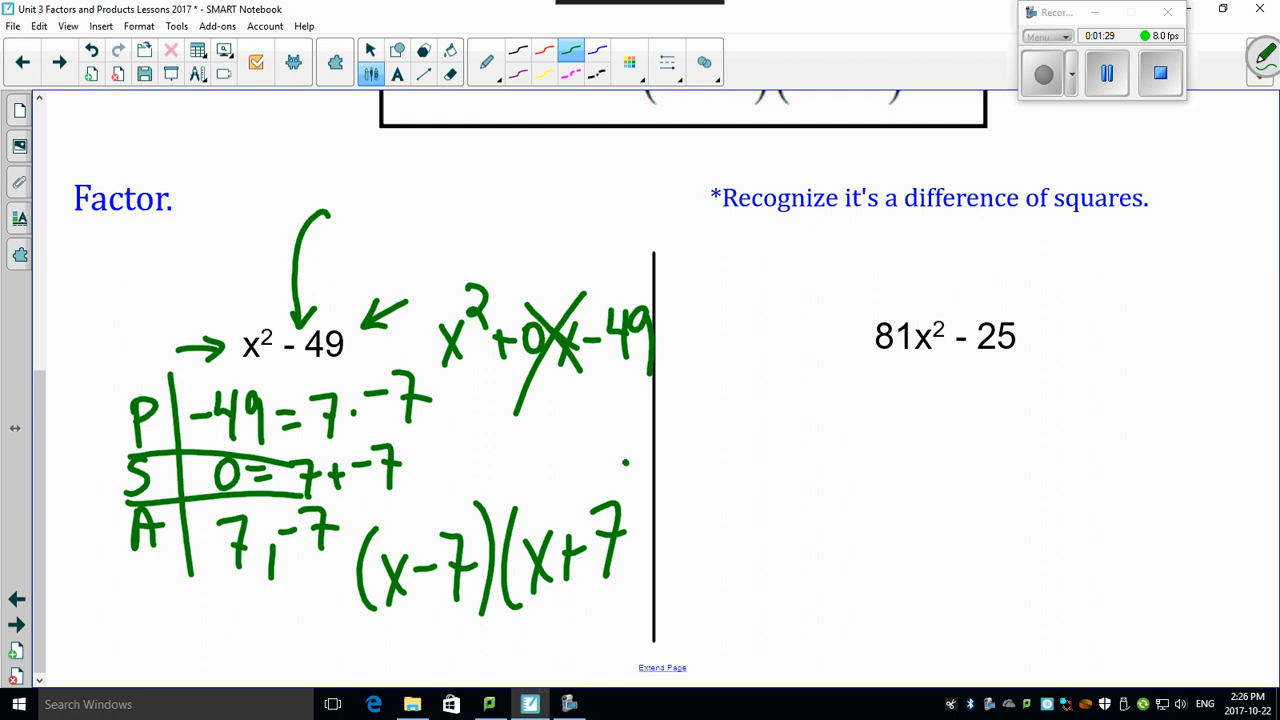 Unit 3 Factors and Products Lessons 2017 * - SMART Notebook
File Edit View Insert Format Tools Add-ons Account Help
Recor...
Menu 00:01:29 8.0 fps
( )( )
Factor.
*Recognize it's a difference of squares.
x² - 49
x² + 0x - 49
81x² - 25
P -49 = 7 · -7
S 0 = 7 + -7
A 7, -7
(x - 7)(x + 7
Extend Page
Search Windows
2:26 PM
2017-10-22